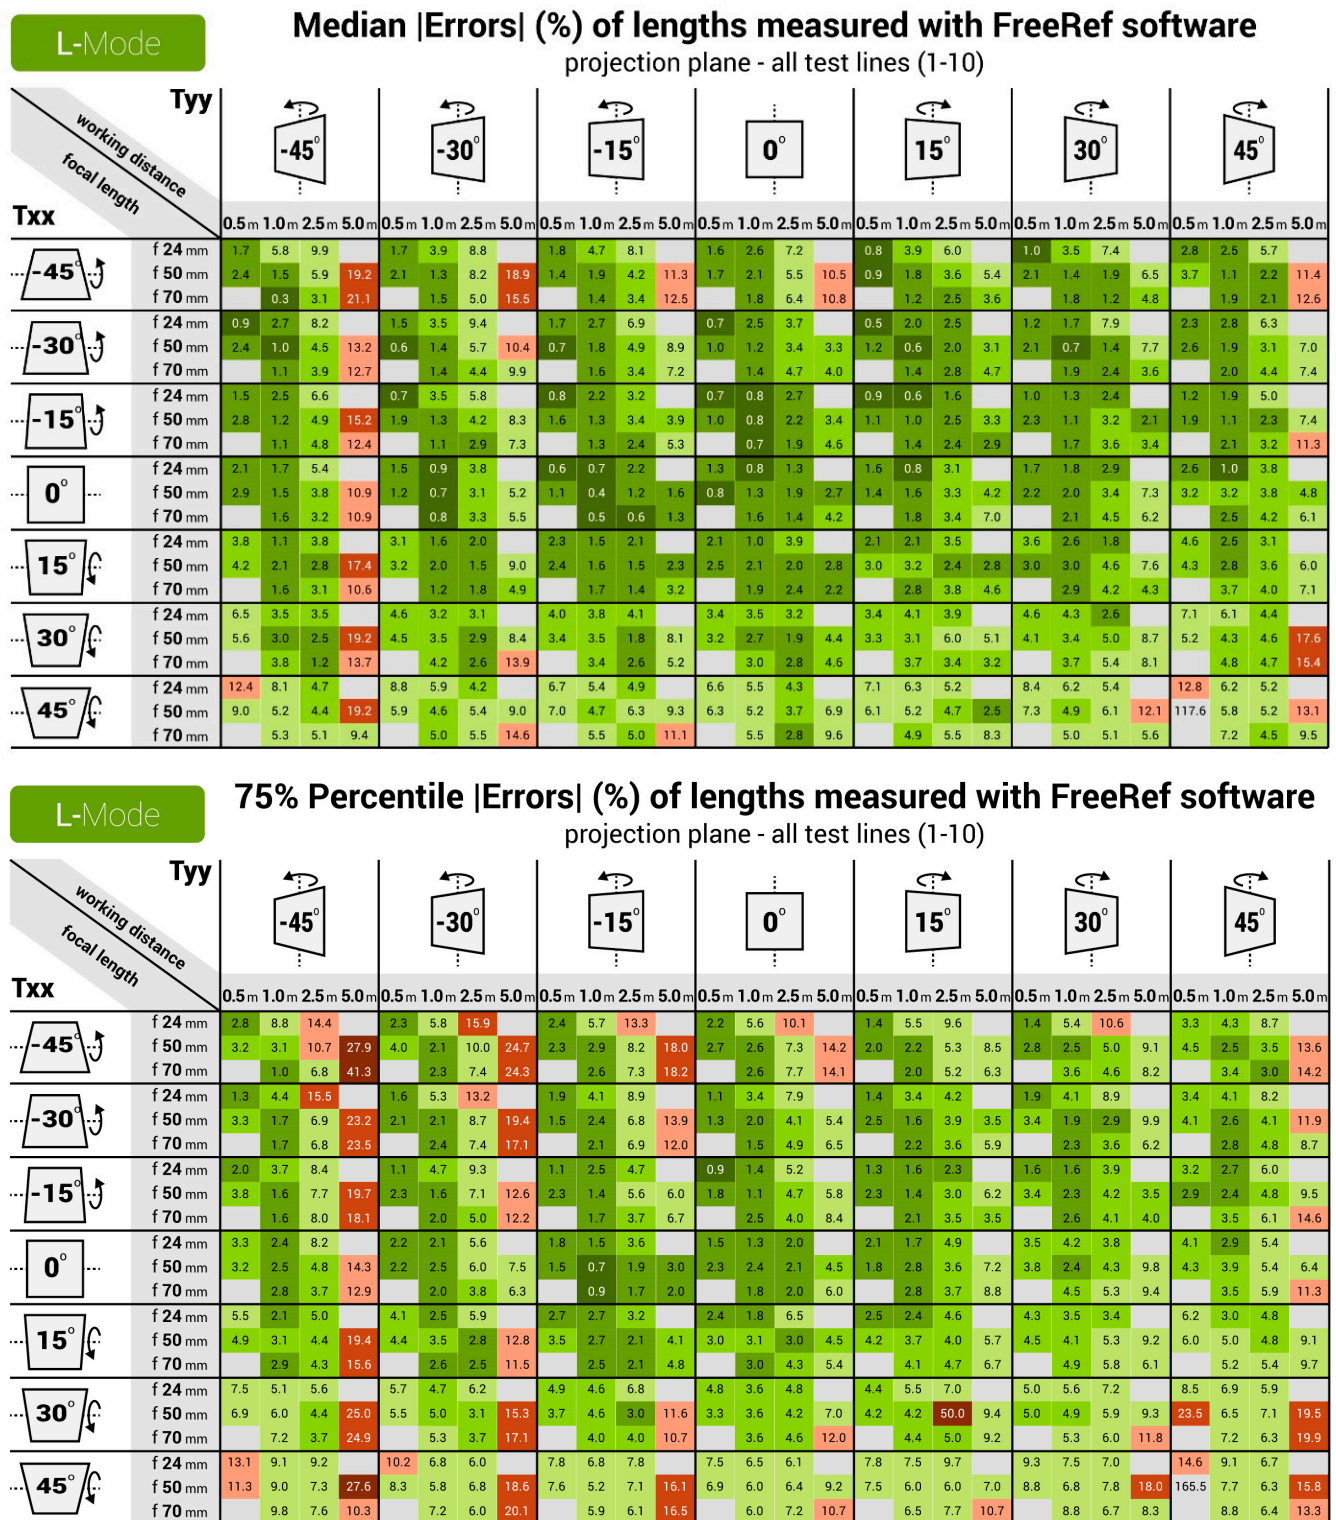 L-Mode
Median |Errors| (%) of lengths measured with FreeRef software
projection plane - all test lines (1-10)
Tyy
working distance
focal length
Txx
-45° -30° -15° 0° 15° 30° 45°
0.5 m 1.0 m 2.5 m 5.0 m 0.5 m 1.0 m 2.5 m 5.0 m 0.5 m 1.0 m 2.5 m 5.0 m 0.5 m 1.0 m 2.5 m 5.0 m 0.5 m 1.0 m 2.5 m 5.0 m 0.5 m 1.0 m 2.5 m 5.0 m 0.5 m 1.0 m 2.5 m 5.0 m
-45°
f 24 mm 1.7 5.8 9.9 1.7 3.9 8.8 1.8 4.7 8.1 1.6 2.6 7.2 0.8 3.9 6.0 1.0 3.5 7.4 2.8 2.5 5.7
f 50 mm 2.4 1.5 5.9 19.2 2.1 1.3 8.2 18.9 1.4 1.9 4.2 11.3 1.7 2.1 5.5 10.5 0.9 1.8 3.6 5.4 2.1 1.4 1.9 6.5 3.7 1.1 2.2 11.4
f 70 mm 0.3 3.1 21.1 1.5 5.0 15.5 1.4 3.4 12.5 1.8 6.4 10.8 1.2 2.5 3.6 1.8 1.2 4.8 1.9 2.1 12.6
-30°
f 24 mm 0.9 2.7 8.2 1.5 3.5 9.4 1.7 2.7 6.9 0.7 2.5 3.7 0.5 2.0 2.5 1.2 1.7 7.9 2.3 2.8 6.3
f 50 mm 2.4 1.0 4.5 13.2 0.6 1.4 5.7 10.4 0.7 1.8 4.9 8.9 1.0 1.2 3.4 3.3 1.2 0.6 2.0 3.1 2.1 0.7 1.4 7.7 2.6 1.9 3.1 7.0
f 70 mm 1.1 3.9 12.7 1.4 4.4 9.9 1.6 3.4 7.2 1.4 4.7 4.0 1.4 2.8 4.7 1.9 2.4 3.6 2.0 4.4 7.4
-15°
f 24 mm 1.5 2.5 6.6 0.7 3.5 5.8 0.8 2.2 3.2 0.7 0.8 2.7 0.9 0.6 1.6 1.0 1.3 2.4 1.2 1.9 5.0
f 50 mm 2.8 1.2 4.9 15.2 1.9 1.3 4.2 8.3 1.6 1.3 3.4 3.9 1.0 0.8 2.2 3.4 1.1 1.0 2.5 3.3 2.3 1.1 3.2 2.1 1.9 1.1 2.3 7.4
f 70 mm 1.1 4.8 12.4 1.1 2.9 7.3 1.3 2.4 5.3 0.7 1.9 4.6 1.4 2.4 2.9 1.7 3.6 3.4 2.1 3.2 11.3
0°
f 24 mm 2.1 1.7 5.4 1.5 0.9 3.8 0.6 0.7 2.2 1.3 0.8 1.3 1.6 0.8 3.1 1.7 1.8 2.9 2.6 1.0 3.8
f 50 mm 2.9 1.5 3.8 10.9 1.2 0.7 3.1 5.2 1.1 0.4 1.2 1.6 0.8 1.3 1.9 2.7 1.4 1.6 3.3 4.2 2.2 2.0 3.4 7.3 3.2 3.2 3.8 4.8
f 70 mm 1.6 3.2 10.9 0.8 3.3 5.5 0.5 0.6 1.3 1.6 1.4 4.2 1.8 3.4 7.0 2.1 4.5 6.2 2.5 4.2 6.1
15°
f 24 mm 3.8 1.1 3.8 3.1 1.6 2.0 2.3 1.5 2.1 2.1 1.0 3.9 2.1 2.1 3.5 3.6 2.6 1.8 4.6 2.5 3.1
f 50 mm 4.2 2.1 2.8 17.4 3.2 2.0 1.5 9.0 2.4 1.6 1.5 2.3 2.5 2.1 2.0 2.8 3.0 3.2 2.4 2.8 3.0 3.0 4.6 7.6 4.3 2.8 3.6 6.0
f 70 mm 1.6 3.1 10.6 1.2 1.8 4.9 1.7 1.4 3.2 1.9 2.4 2.2 2.8 3.8 4.6 2.9 4.2 4.3 3.7 4.0 7.1
30°
f 24 mm 6.5 3.5 3.5 4.6 3.2 3.1 4.0 3.8 4.1 3.4 3.5 3.2 3.4 4.1 3.9 4.6 4.3 2.6 7.1 6.1 4.4
f 50 mm 5.6 3.0 2.5 19.2 4.5 3.5 2.9 8.4 3.4 3.5 1.8 8.1 3.2 2.7 1.9 4.4 3.3 3.1 6.0 5.1 4.1 3.4 5.0 8.7 5.2 4.3 4.6 17.6
f 70 mm 3.8 1.2 13.7 4.2 2.6 13.9 3.4 2.6 5.2 3.0 2.8 4.6 3.7 3.4 3.2 3.7 5.4 8.1 4.8 4.7 15.4
45°
f 24 mm 12.4 8.1 4.7 8.8 5.9 4.2 6.7 5.4 4.9 6.6 5.5 4.3 7.1 6.3 5.2 8.4 6.2 5.4 12.8 6.2 5.2
f 50 mm 9.0 5.2 4.4 19.2 5.9 4.6 5.4 9.0 7.0 4.7 6.3 9.3 6.3 5.2 3.7 6.9 6.1 5.2 4.7 2.5 7.3 4.9 6.1 12.1 117.6 5.8 5.2 13.1
f 70 mm 5.3 5.1 9.4 5.0 5.5 14.6 5.5 5.0 11.1 5.5 2.8 9.6 4.9 5.5 8.3 5.0 5.1 5.6 7.2 4.5 9.5
L-Mode
75% Percentile |Errors| (%) of lengths measured with FreeRef software
projection plane - all test lines (1-10)
Tyy
working distance
focal length
Txx
-45° -30° -15° 0° 15° 30° 45°
0.5 m 1.0 m 2.5 m 5.0 m 0.5 m 1.0 m 2.5 m 5.0 m 0.5 m 1.0 m 2.5 m 5.0 m 0.5 m 1.0 m 2.5 m 5.0 m 0.5 m 1.0 m 2.5 m 5.0 m 0.5 m 1.0 m 2.5 m 5.0 m 0.5 m 1.0 m 2.5 m 5.0 m
-45°
f 24 mm 2.8 8.8 14.4 2.3 5.8 15.9 2.4 5.7 13.3 2.2 5.6 10.1 1.4 5.5 9.6 1.4 5.4 10.6 3.3 4.3 8.7
f 50 mm 3.2 3.1 10.7 27.9 4.0 2.1 10.0 24.7 2.3 2.9 8.2 18.0 2.7 2.6 7.3 14.2 2.0 2.2 5.3 8.5 2.8 2.5 5.0 9.1 4.5 2.5 3.5 13.6
f 70 mm 1.0 6.8 41.3 2.3 7.4 24.3 2.6 7.3 18.2 2.6 7.7 14.1 2.0 5.2 6.3 3.6 4.6 8.2 3.4 3.0 14.2
-30°
f 24 mm 1.3 4.4 15.5 1.6 5.3 13.2 1.9 4.1 8.9 1.1 3.4 7.9 1.4 3.4 4.2 1.9 4.1 8.9 3.4 4.1 8.2
f 50 mm 3.3 1.7 6.9 23.2 2.1 2.1 8.7 19.4 1.5 2.4 6.8 13.9 1.3 2.0 4.1 5.4 2.5 1.6 3.9 3.5 3.4 1.9 2.9 9.9 4.1 2.6 4.1 11.9
f 70 mm 1.7 6.8 23.5 2.4 7.4 17.1 2.1 6.9 12.0 1.5 4.9 6.5 2.2 3.6 5.9 2.3 3.6 6.2 2.8 4.8 8.7
-15°
f 24 mm 2.0 3.7 8.4 1.1 4.7 9.3 1.1 2.5 4.7 0.9 1.4 5.2 1.3 1.6 2.3 1.6 1.6 3.9 3.2 2.7 6.0
f 50 mm 3.8 1.6 7.7 19.7 2.3 1.6 7.1 12.6 2.3 1.4 5.6 6.0 1.8 1.1 4.7 5.8 2.3 1.4 3.0 6.2 3.4 2.3 4.2 3.5 2.9 2.4 4.8 9.5
f 70 mm 1.6 8.0 18.1 2.0 5.0 12.2 1.7 3.7 6.7 2.5 4.0 8.4 2.1 3.5 3.5 2.6 4.1 4.0 3.5 6.1 14.6
0°
f 24 mm 3.3 2.4 8.2 2.2 2.1 5.6 1.8 1.5 3.6 1.5 1.3 2.0 2.1 1.7 4.9 3.5 4.2 3.8 4.1 2.9 5.4
f 50 mm 3.2 2.5 4.8 14.3 2.2 2.5 6.0 7.5 1.5 0.7 1.9 3.0 2.3 2.4 2.1 4.5 1.8 2.8 3.6 7.2 3.8 2.4 4.3 9.8 4.3 3.9 5.4 6.4
f 70 mm 2.8 3.7 12.9 2.0 3.8 6.3 0.9 1.7 2.0 1.8 2.0 6.0 2.8 3.7 8.8 4.5 5.3 9.4 3.5 5.9 11.3
15°
f 24 mm 5.5 2.1 5.0 4.1 2.5 5.9 2.7 2.7 3.2 2.4 1.8 6.5 2.5 2.4 4.6 4.3 3.5 3.4 6.2 3.0 4.8
f 50 mm 4.9 3.1 4.4 19.4 4.4 3.5 2.8 12.8 3.5 2.7 2.1 4.1 3.0 3.1 3.0 4.5 4.2 3.7 4.0 5.7 4.5 4.1 5.3 9.2 6.0 5.0 4.8 9.1
f 70 mm 2.9 4.3 15.6 2.6 2.5 11.5 2.5 2.1 4.8 3.0 4.3 5.4 4.1 4.7 6.7 4.9 5.8 6.1 5.2 5.4 9.7
30°
f 24 mm 7.5 5.1 5.6 5.7 4.7 6.2 4.9 4.6 6.8 4.8 3.6 4.8 4.4 5.5 7.0 5.0 5.6 7.2 8.5 6.9 5.9
f 50 mm 6.9 6.0 4.4 25.0 5.5 5.0 3.1 15.3 3.7 4.6 3.0 11.6 3.3 3.6 4.2 7.0 4.2 4.2 50.0 9.4 5.0 4.9 5.9 9.3 23.5 6.5 7.1 19.5
f 70 mm 7.2 3.7 24.9 5.3 3.7 17.1 4.0 4.0 10.7 3.6 4.6 12.0 4.4 5.0 9.2 5.3 6.0 11.8 7.2 6.3 19.9
45°
f 24 mm 13.1 9.1 9.2 10.2 6.8 6.0 7.8 6.8 7.8 7.5 6.5 6.1 7.8 7.5 9.7 9.3 7.5 7.0 14.6 9.1 6.7
f 50 mm 11.3 9.0 7.3 27.6 8.3 5.8 6.8 18.6 7.6 5.2 7.1 16.1 6.9 6.0 6.4 9.2 7.5 6.0 6.0 7.0 8.8 6.8 7.8 18.0 165.5 7.7 6.3 15.8
f 70 mm 9.8 7.6 10.3 7.2 6.0 20.1 5.9 6.1 16.5 6.0 7.2 10.7 6.5 7.7 10.7 8.8 6.7 8.3 8.8 6.4 13.3